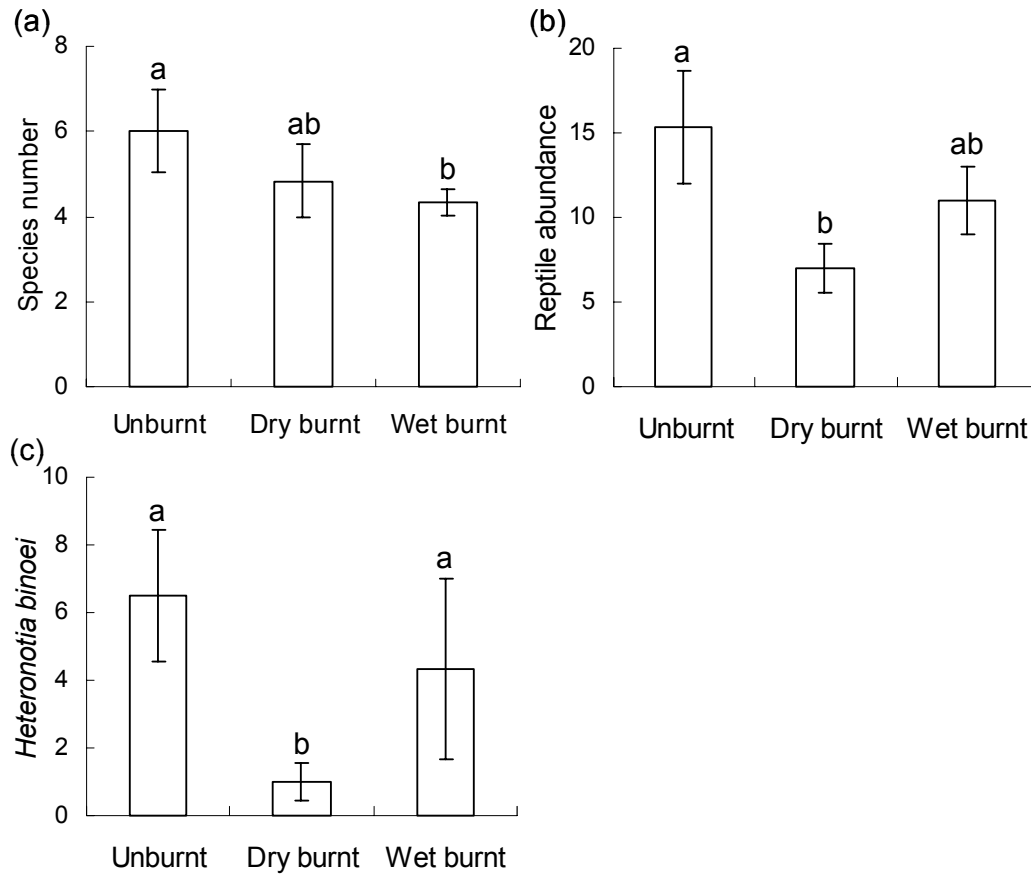 (a)
Species number
8
6
4
2
0
a
ab
b
Unburnt Dry burnt Wet burnt
(b)
Reptile abundance
20
15
10
5
0
a
b
ab
Unburnt Dry burnt Wet burnt
(c)
Heteronotia binoei
10
8
6
4
2
0
a
b
a
Unburnt Dry burnt Wet burnt